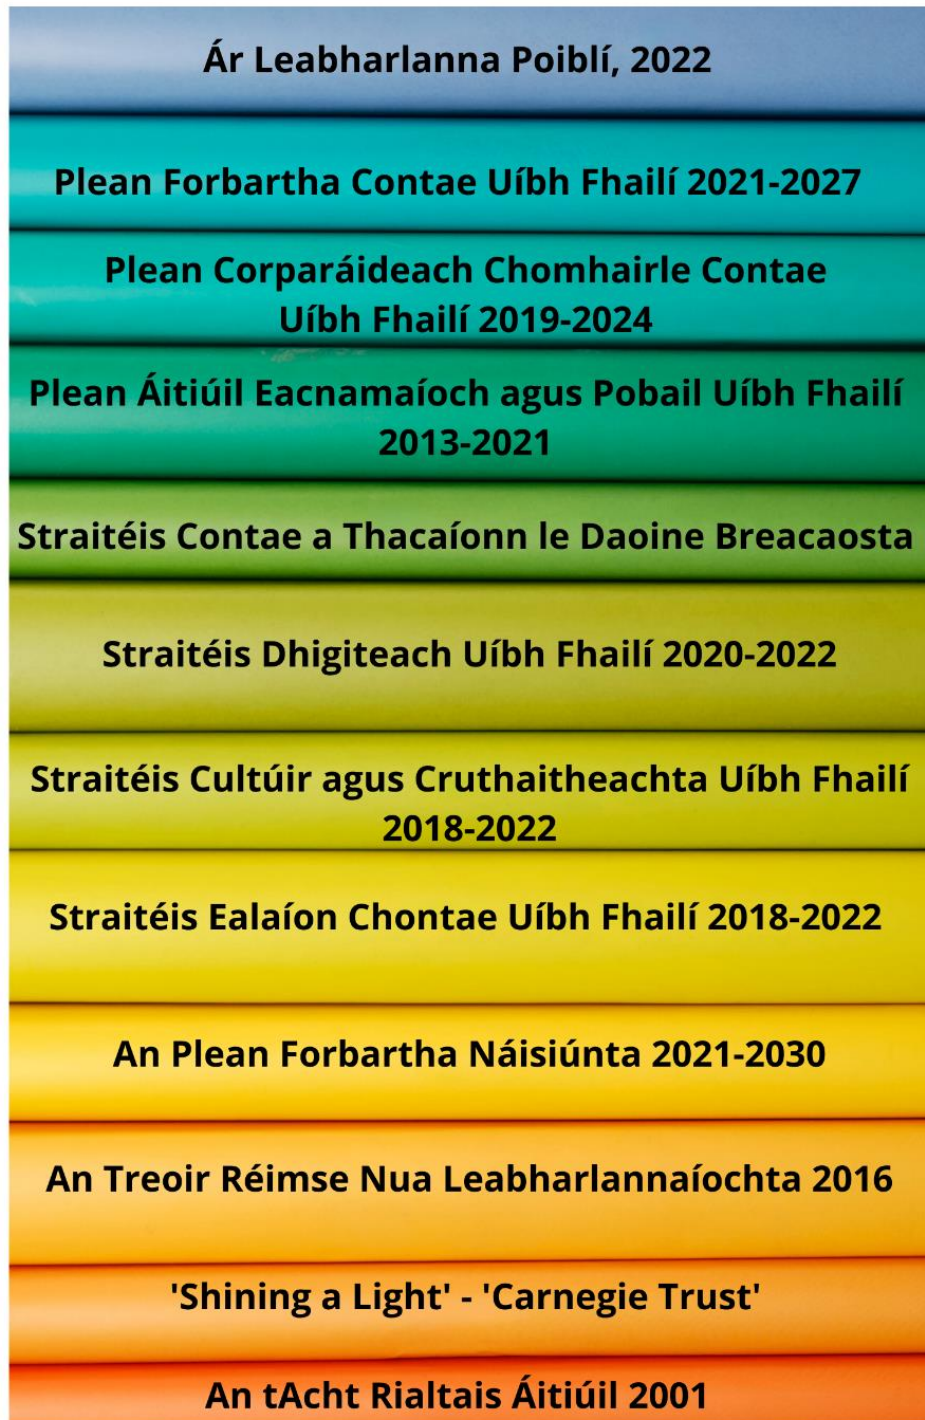 Ár Leabharlanna Poiblí, 2022
Plean Forbartha Contae Uíbh Fhailí 2021-2027
Plean Corparáideach Chomhairle Contae
Uíbh Fhailí 2019-2024
Plean Áitiúil Eacnamaíoch agus Pobail Uíbh Fhailí
2013-2021
Straitéis Contae a Thacaíonn le Daoine Breacaosta
Straitéis Dhigiteach Uíbh Fhailí 2020-2022
Straitéis Cultúir agus Cruthaitheachta Uíbh Fhailí
2018-2022
Straitéis Ealaíon Chontae Uíbh Fhailí 2018-2022
An Plean Forbartha Náisiúnta 2021-2030
An Treoir Réimse Nua Leabharlannaíochta 2016
'Shining a Light' - 'Carnegie Trust'
An tAcht Rialtais Áitiúil 2001